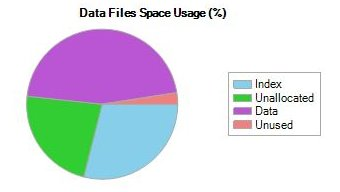 Data Files Space Usage (%)
Index
Unallocated
Data
Unused